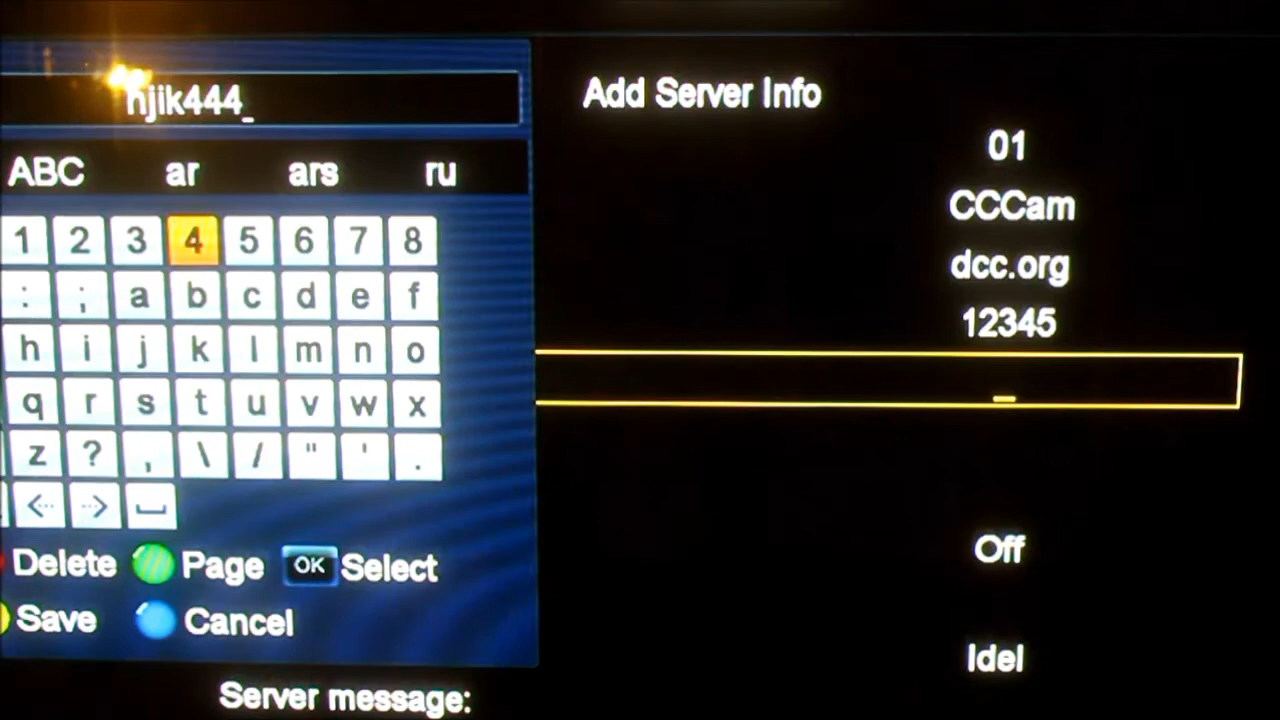 hjik444_
Add Server Info
ABC ar ars ru
01
CCCam
dcc.org
12345
_
1 2 3 4 5 6 7 8
: ; a b c d e f
h i j k l m n o
q r s t u v w x
z ? , \ / " ' .
<··· ···>
Delete Page OK Select
Save Cancel
Off
Idel
Server message: